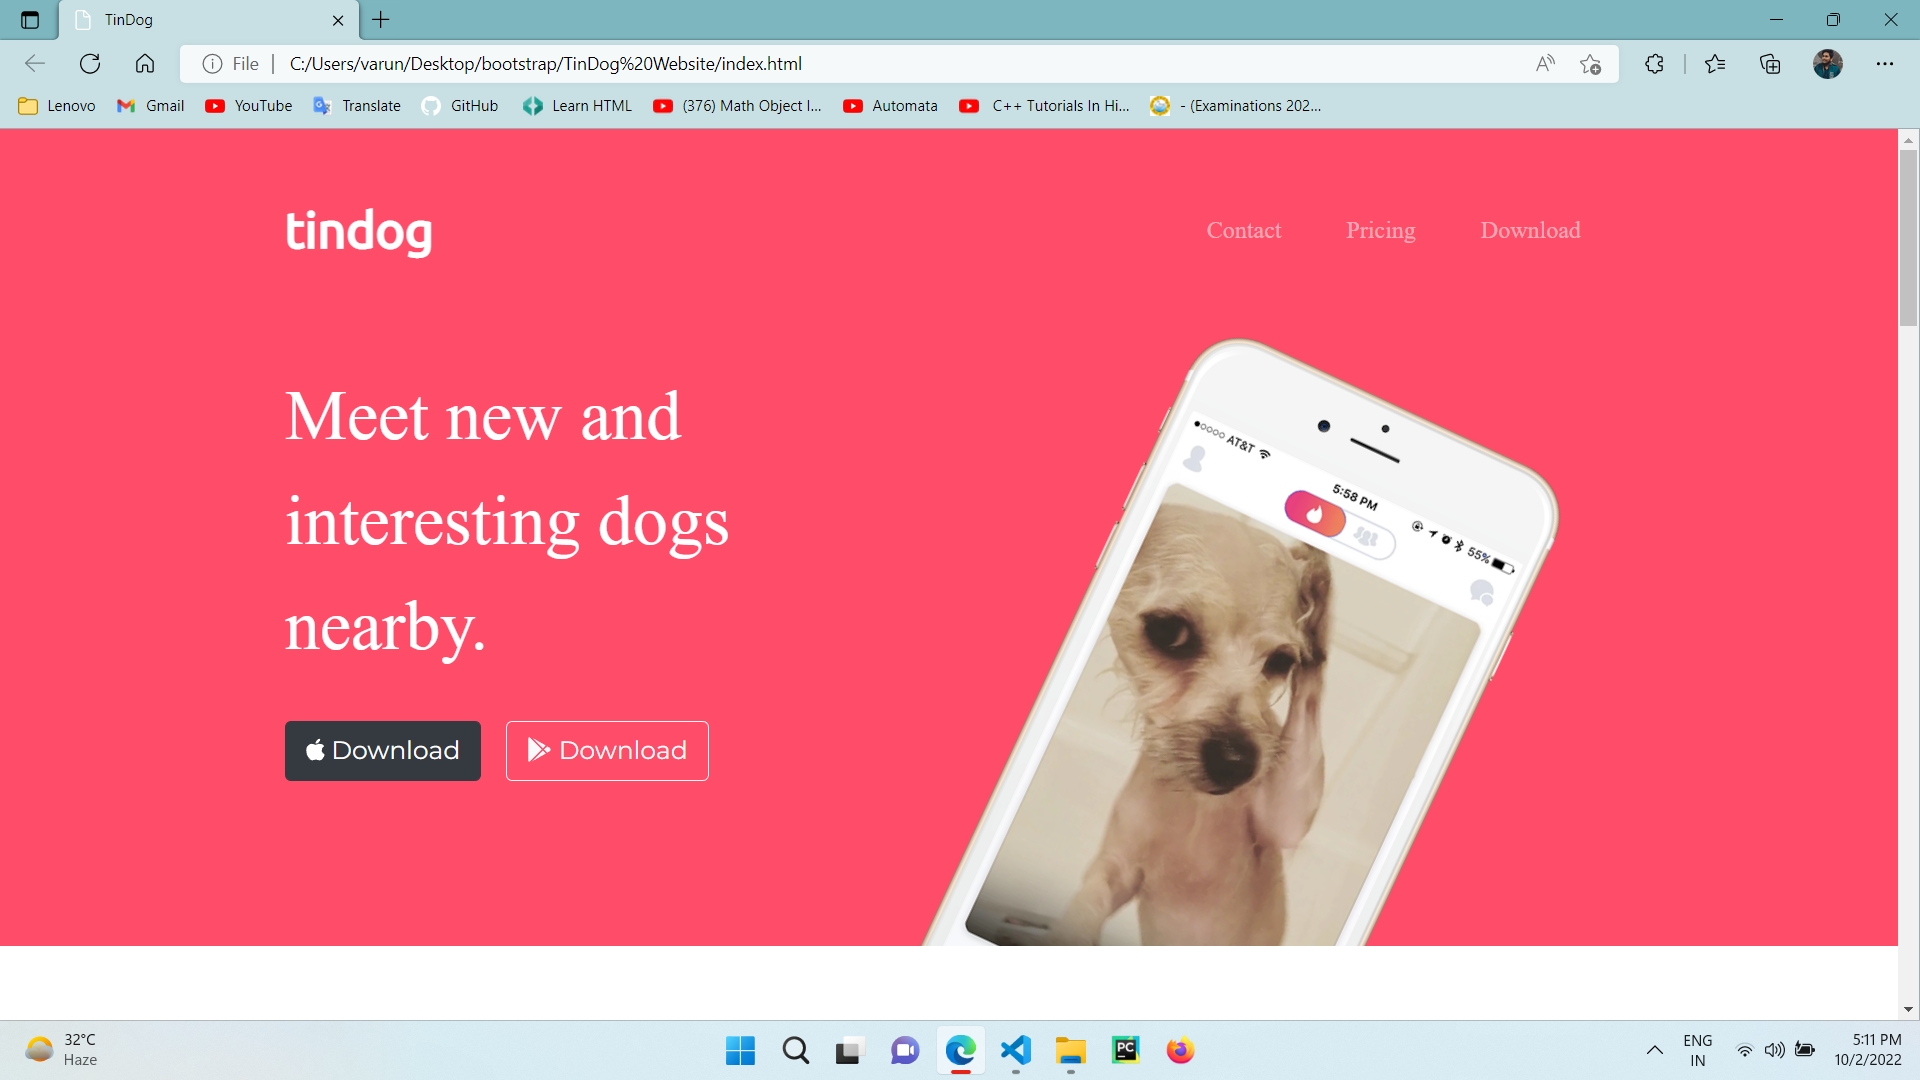 TinDog
File
C:/Users/varun/Desktop/bootstrap/TinDog%20Website/index.html
Lenovo
Gmail
YouTube
Translate
GitHub
Learn HTML
(376) Math Object I...
Automata
C++ Tutorials In Hi...
- (Examinations 202...
tindog
Contact
Pricing
Download
Meet new and
interesting dogs
nearby.
Download
Download
AT&T
5:58 PM
55%
32°C
Haze
PC
ENG
IN
5:11 PM
10/2/2022